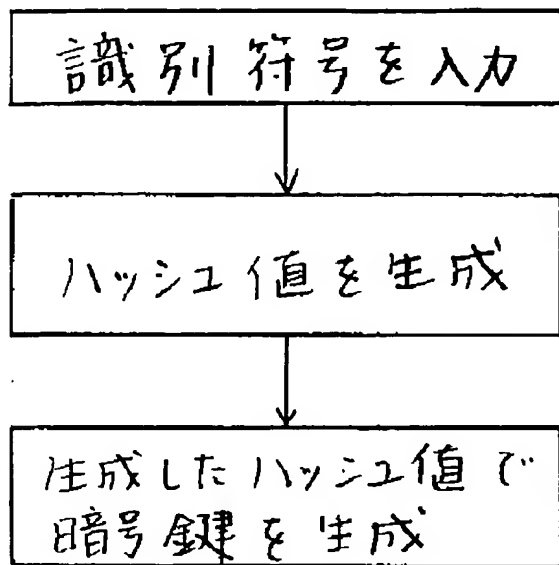 識別符号を入力
ハッシュ値を生成
生成したハッシュ値で
暗号鍵を生成